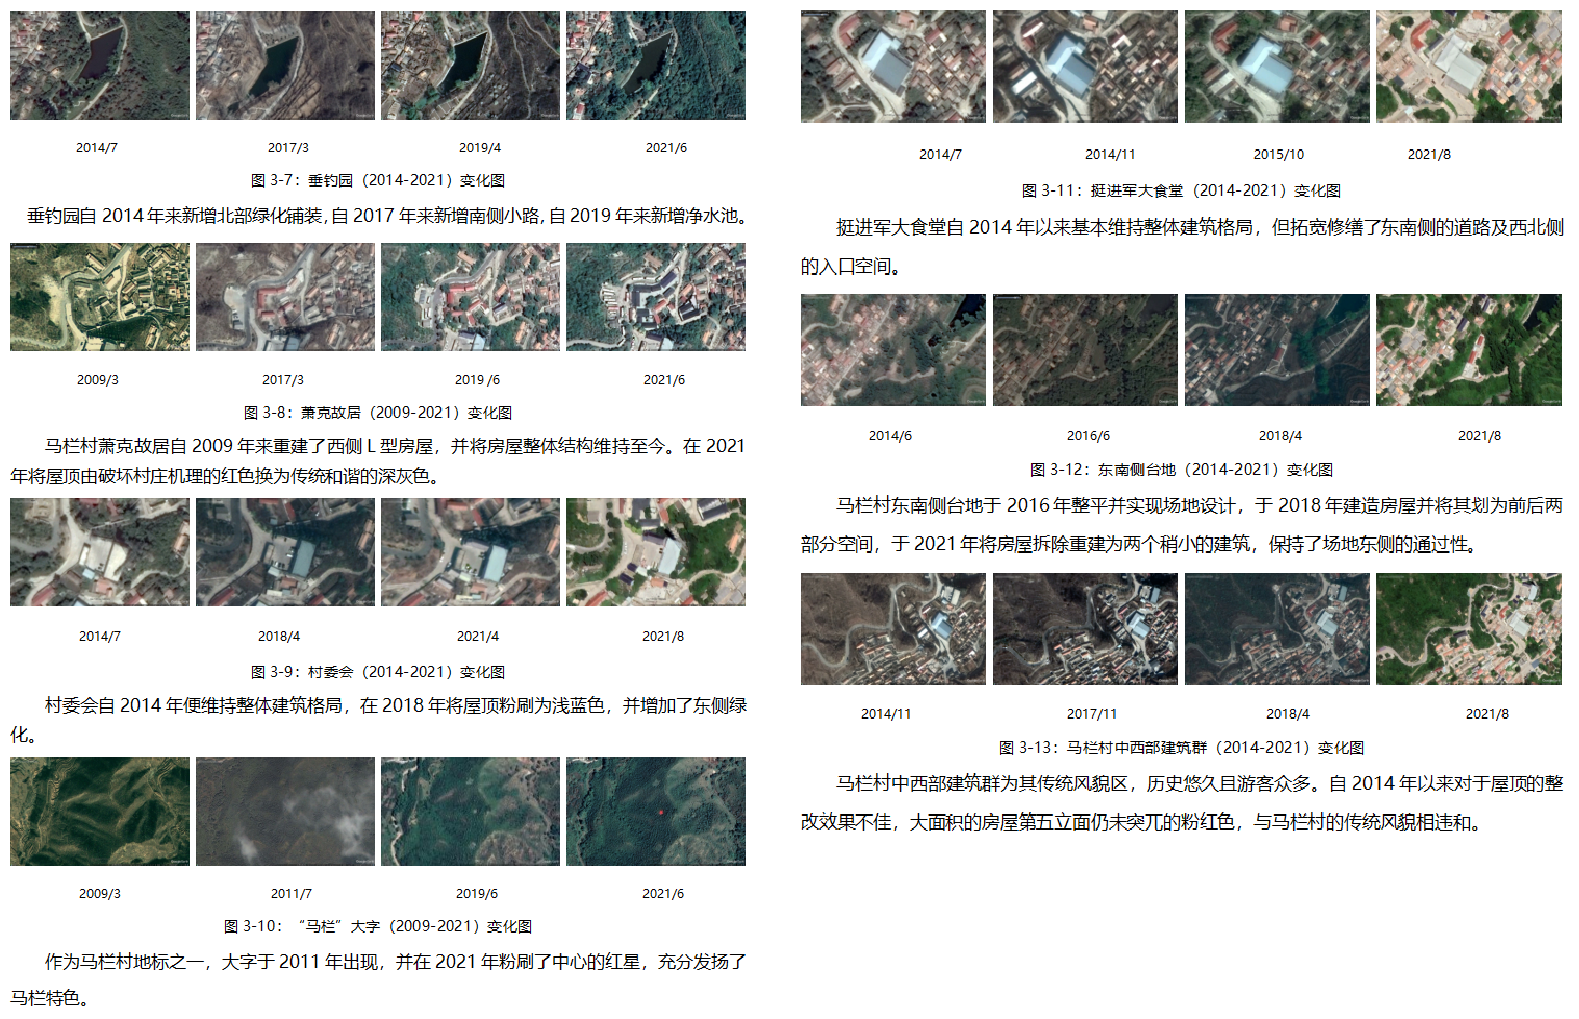 2014/7 2017/3 2019/4 2021/6
图 3-7：垂钓园（2014-2021）变化图
垂钓园自 2014 年来新增北部绿化铺装，自 2017 年来新增南侧小路，自 2019 年来新增净水池。
2009/3 2017/3 2019/6 2021/6
图 3-8：萧克故居（2009-2021）变化图
马栏村萧克故居自 2009 年来重建了西侧 L 型房屋，并将房屋整体结构维持至今。在 2021
年将屋顶由破坏村庄机理的红色换为传统和谐的深灰色。
2014/7 2018/4 2021/4 2021/8
图 3-9：村委会（2014-2021）变化图
村委会自 2014 年便维持整体建筑格局，在 2018 年将屋顶粉刷为浅蓝色，并增加了东侧绿
化。
2009/3 2011/7 2019/6 2021/6
图 3-10：“马栏”大字（2009-2021）变化图
作为马栏村地标之一，大字于 2011 年出现，并在 2021 年粉刷了中心的红星，充分发扬了
马栏特色。
2014/7 2014/11 2015/10 2021/8
图 3-11：挺进军大食堂（2014-2021）变化图
挺进军大食堂自 2014 年以来基本维持整体建筑格局，但拓宽修缮了东南侧的道路及西北侧
的入口空间。
2014/6 2016/6 2018/4 2021/8
图 3-12：东南侧台地（2014-2021）变化图
马栏村东南侧台地于 2016 年整平并实现场地设计，于 2018 年建造房屋并将其划为前后两
部分空间，于 2021 年将房屋拆除重建为两个稍小的建筑，保持了场地东侧的通过性。
2014/11 2017/11 2018/4 2021/8
图 3-13：马栏村中西部建筑群（2014-2021）变化图
马栏村中西部建筑群为其传统风貌区，历史悠久且游客众多。自 2014 年以来对于屋顶的整
改效果不佳，大面积的房屋第五立面仍未突兀的粉红色，与马栏村的传统风貌相违和。